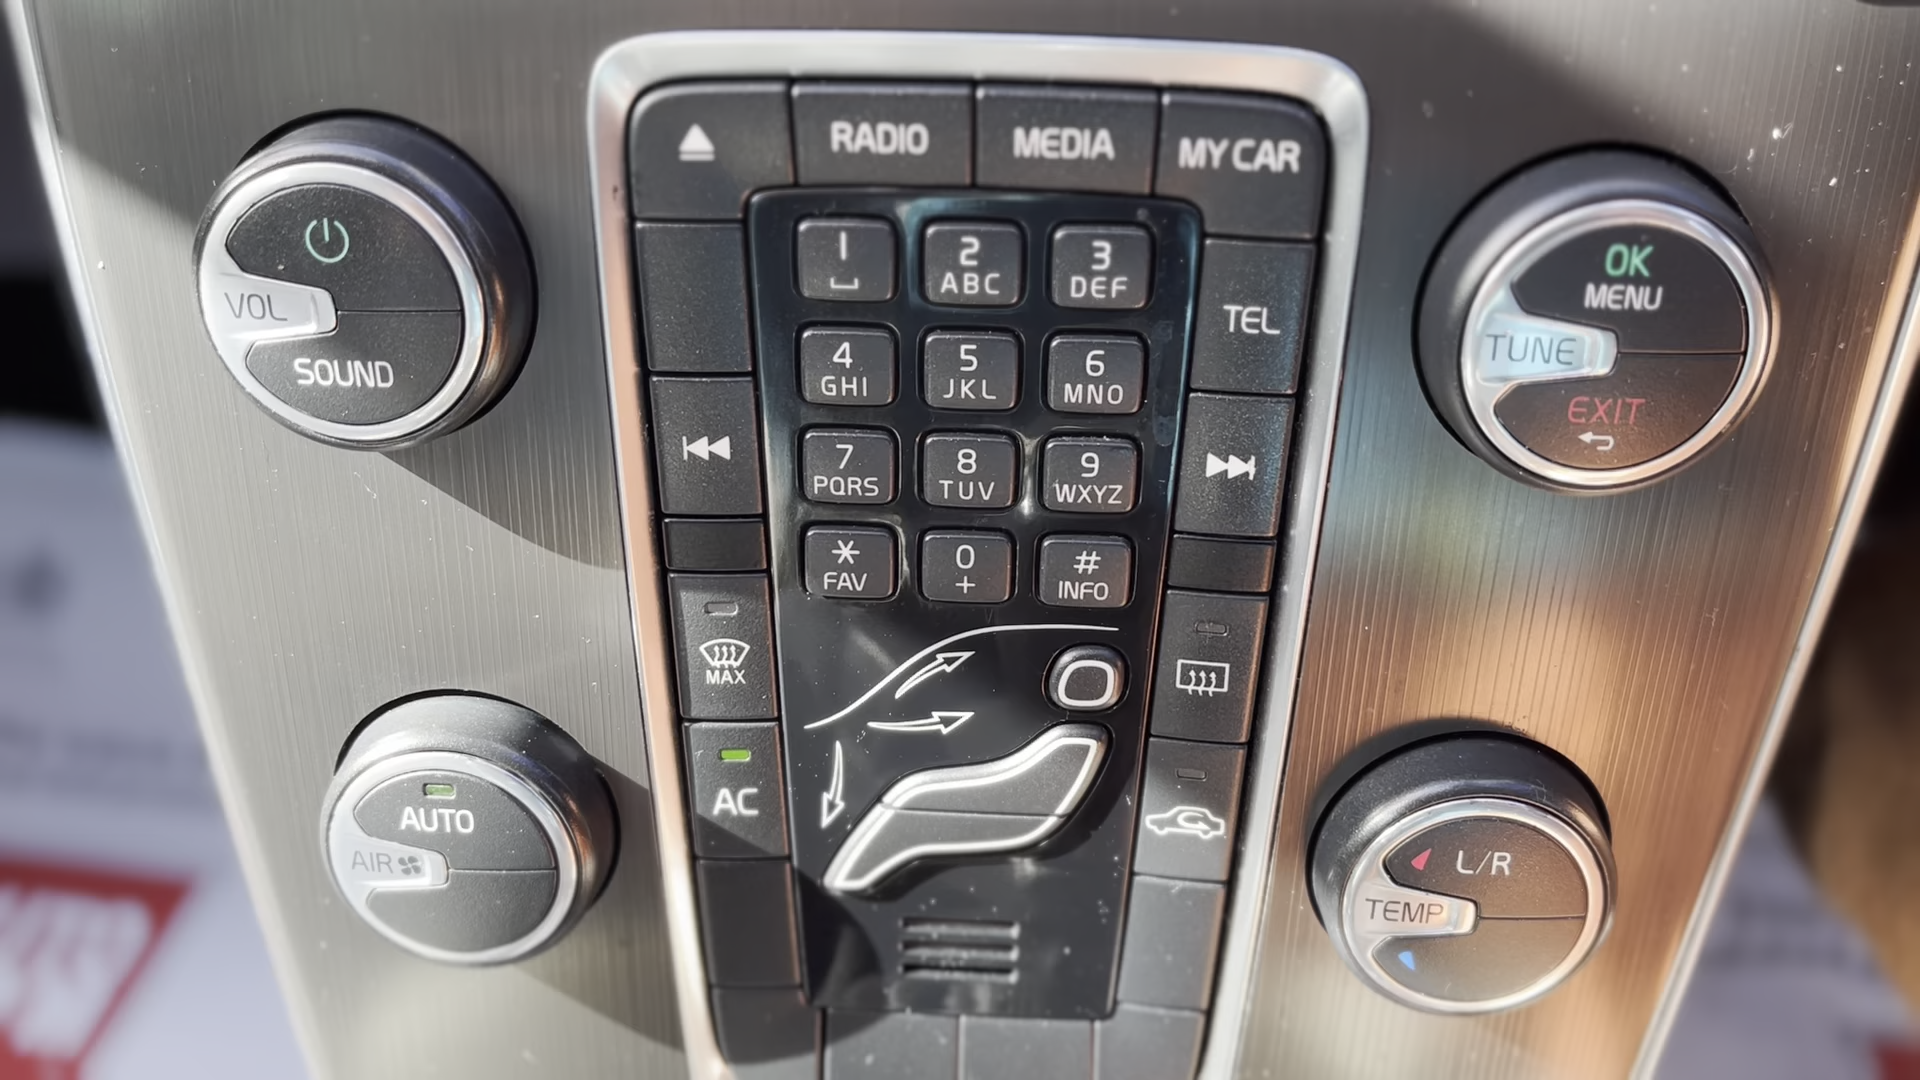 RADIO
MEDIA
MY CAR
VOL
SOUND
1
2
ABC
3
DEF
TEL
OK
MENU
TUNE
EXIT
4
GHI
5
JKL
6
MNO
7
PQRS
8
TUV
9
WXYZ
*
FAV
0
+
#
INFO
MAX
AC
AUTO
AIR
L/R
TEMP